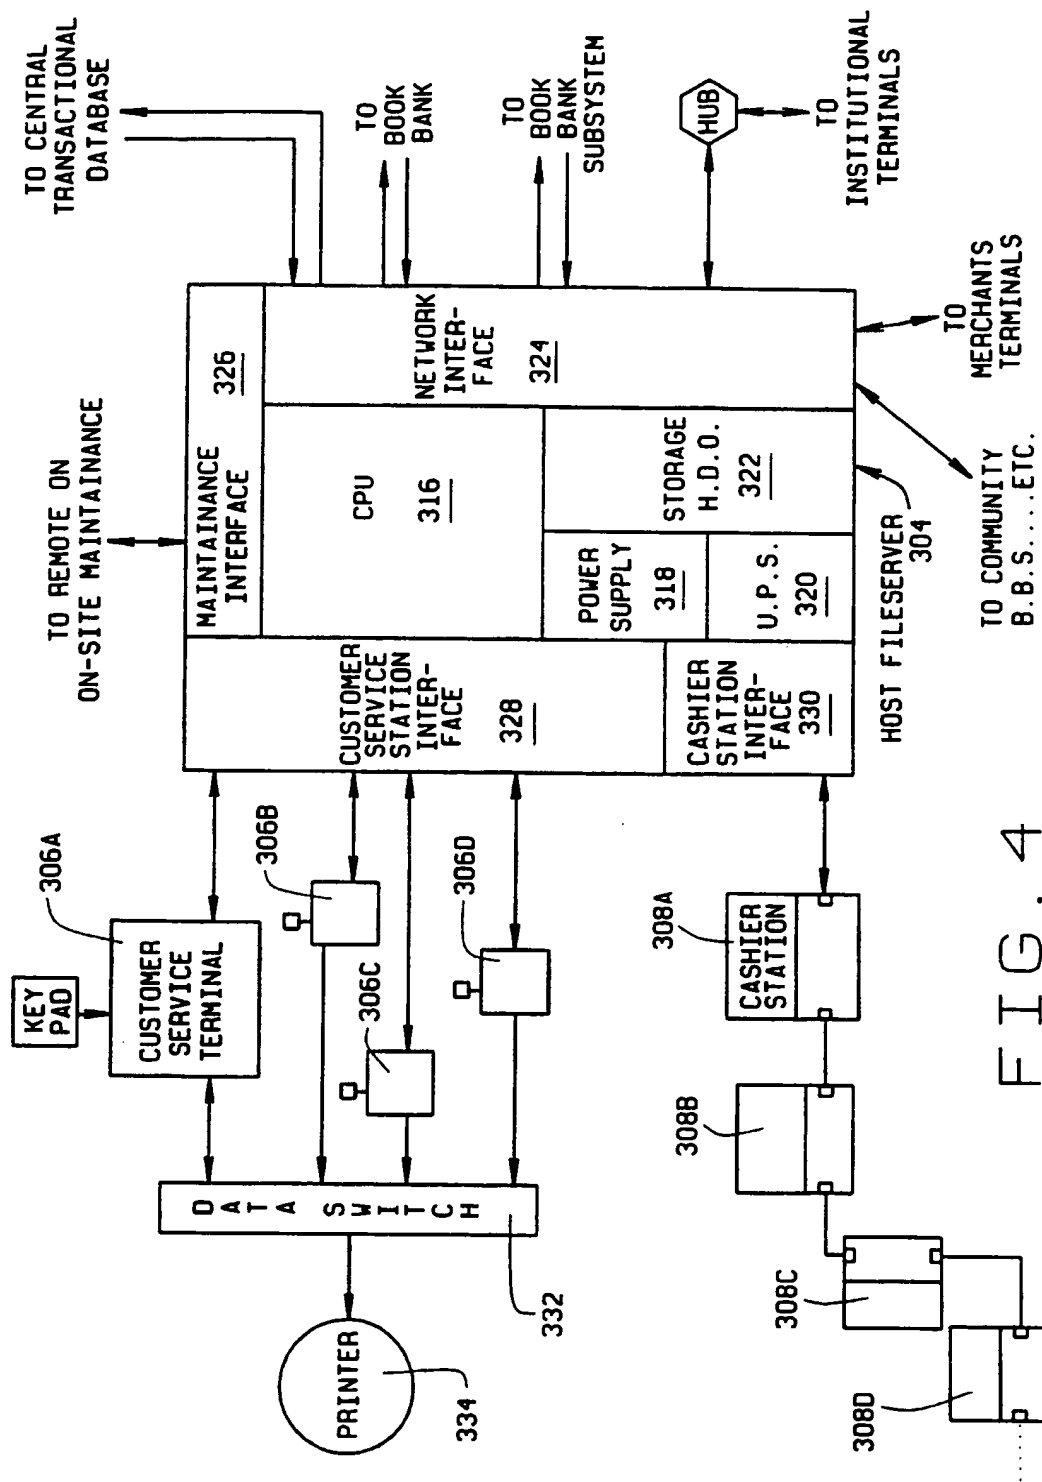 TO CENTRAL
TRANSACTIONAL
DATABASE
TO
BOOK
BANK
TO
BOOK
BANK
SUBSYSTEM
HUB
TO
INSTITUTIONAL
TERMINALS
TO REMOTE ON
ON-SITE MAINTAINANCE
MAINTAINANCE
INTERFACE
326
NETWORK
INTER-
FACE
324
CPU
316
STORAGE
H.D.O.
322
POWER
SUPPLY
318
U.P.S.
320
CUSTOMER
SERVICE
STATION
INTER-
FACE
328
CASHIER
STATION
INTER-
FACE
330
HOST FILESERVER
304
TO
MERCHANTS
TERMINALS
TO COMMUNITY
B.B.S....ETC.
306A
KEY
PAD
CUSTOMER
SERVICE
TERMINAL
306B
306C
306D
DATA SWITCH
332
PRINTER
334
308A
CASHIER
STATION
308B
308C
308D
FIG. 4